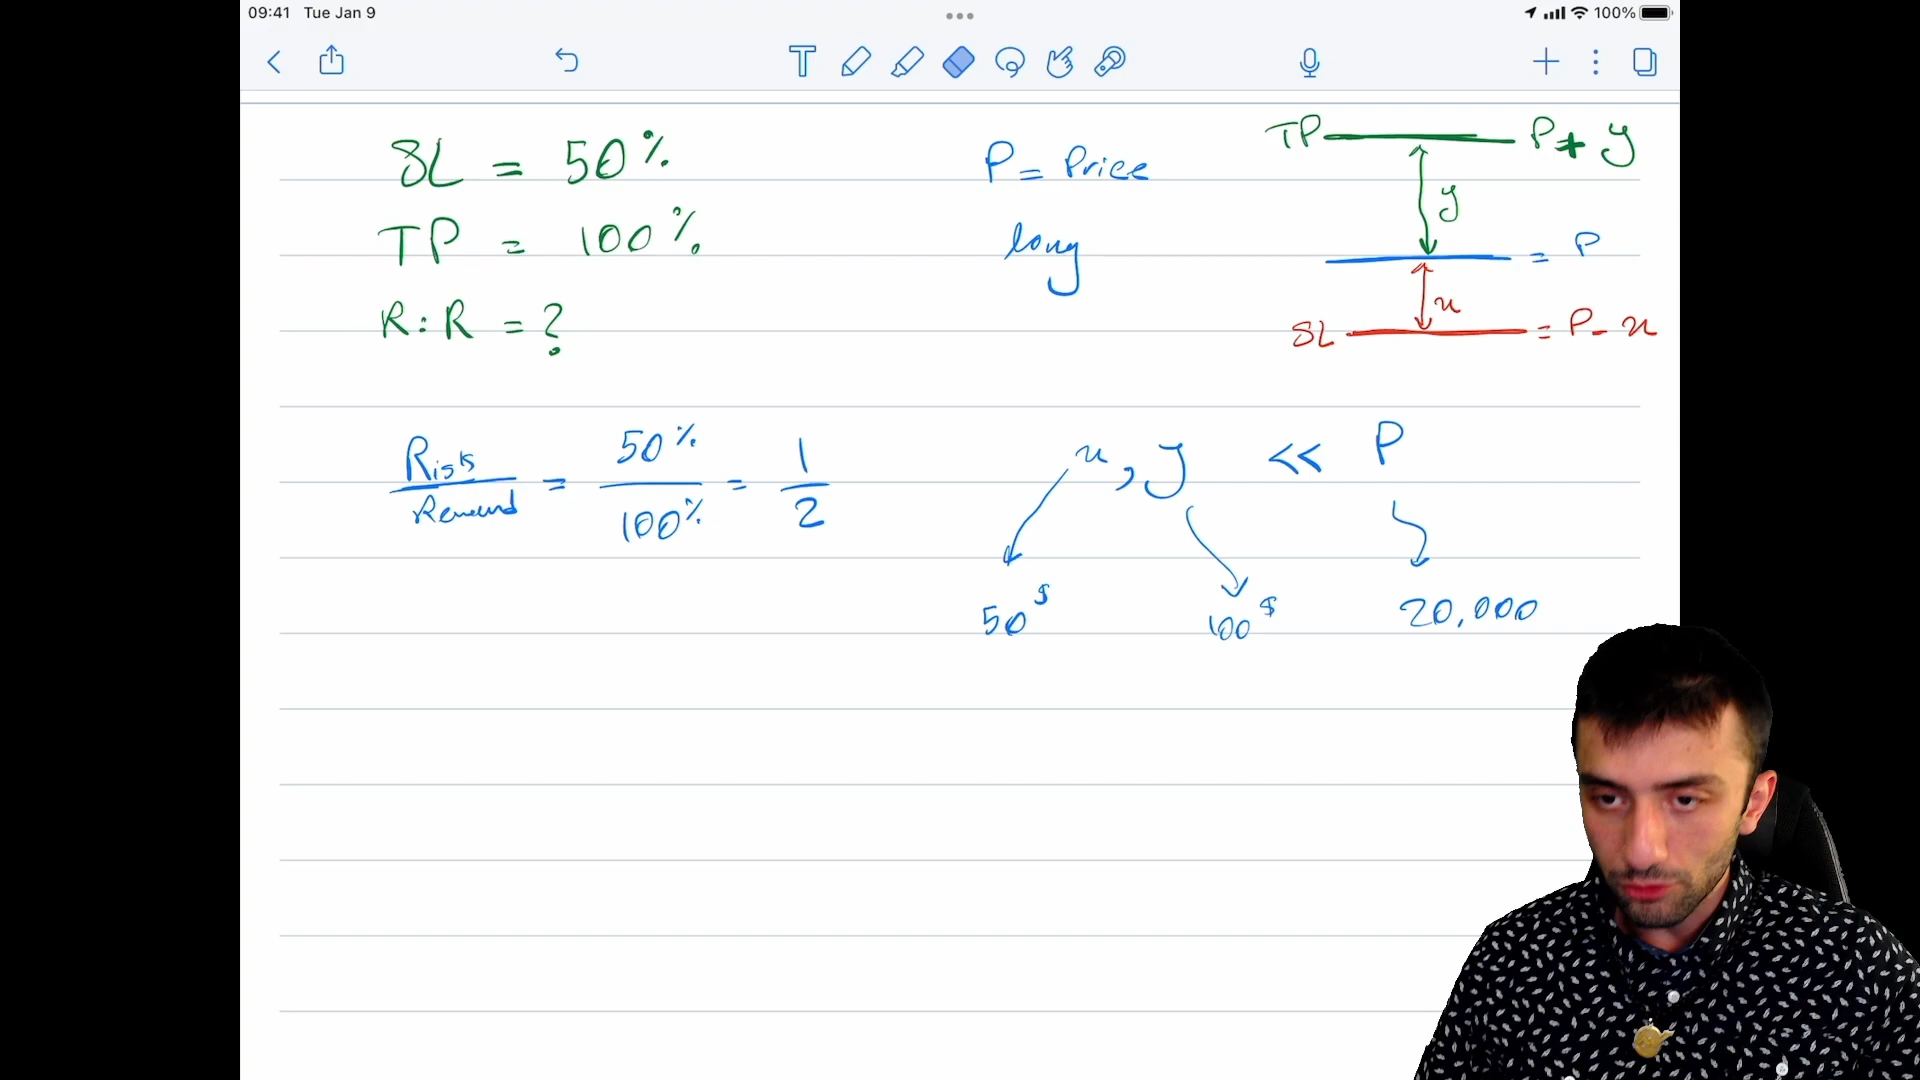 09:41 Tue Jan 9
100%
SL = 50%
TP = 100%
R:R = ?
P = Price
long
TP P + y
y
= P
x
SL = P - x
Risk
Reward
= 50% / 100% = 1 / 2
x, y << P
50$ 100$ 20,000